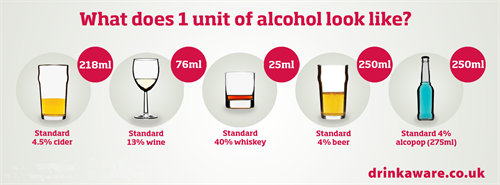 What does 1 unit of alcohol look like?
218ml
76ml
25ml
250ml
250ml
Standard
4.5% cider
Standard
13% wine
Standard
40% whiskey
Standard
4% beer
Standard 4%
alcopop (275ml)
drinkaware.co.uk